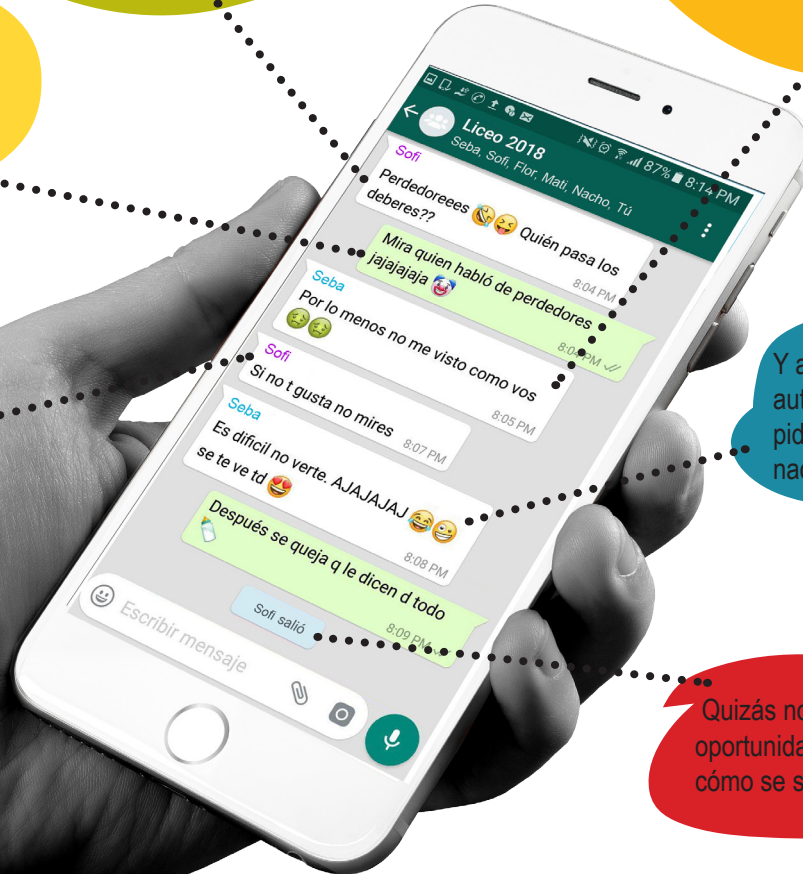 87% 8:14 PM
Liceo 2018
Seba, Sofi, Flor, Mati, Nacho, Tú
Sofi
Perdedoreees 🤣😝 Quién pasa los
deberes??
8:04 PM
Mira quien habló de perdedores
jajajajaja 🤡
8:04 PM
Seba
Por lo menos no me visto como vos
🤢🤢
8:05 PM
Sofi
Si no t gusta no mires
8:07 PM
Seba
Es dificil no verte. AJAJAJAJ 😂😜
se te ve td 😍
8:08 PM
Después se queja q le dicen d todo
🍼
8:09 PM
Sofi salió
Escribir mensaje
Y a
aut
pid
nad
Quizás no
oportunida
cómo se s